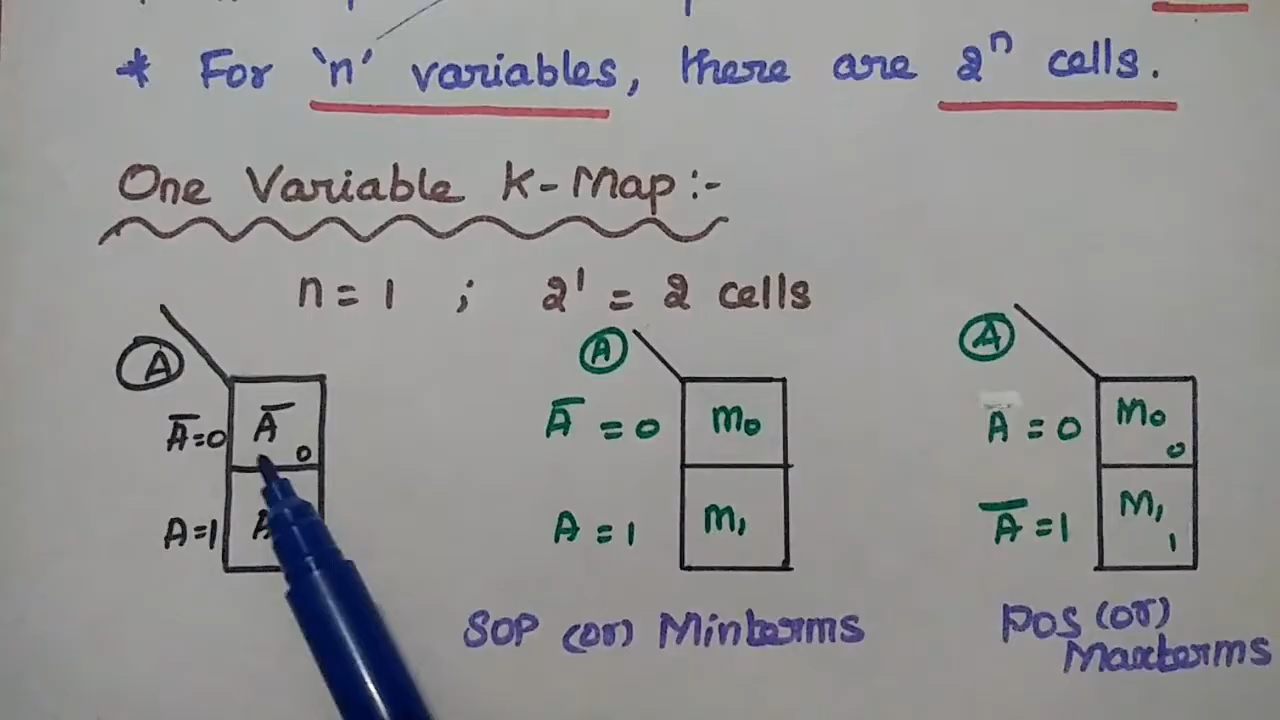 * For 'n' variables, there are 2ⁿ cells.
One Variable K-Map:-
n = 1 ; 2¹ = 2 cells
A
A̅=0 A̅ 0
A=1
A
A̅ = 0 m₀
A = 1 m₁
SOP (or) Minterms
A
A = 0 M₀ 0
A̅ = 1 M₁ 1
POS (or)
Maxterms